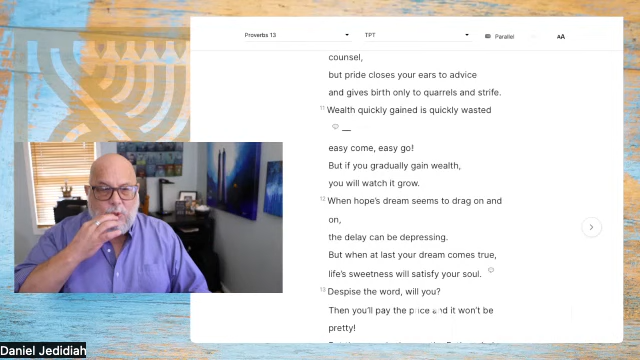 Proverbs 13 TPT Parallel AA
counsel,
but pride closes your ears to advice
and gives birth only to quarrels and strife.
11 Wealth quickly gained is quickly wasted
—
easy come, easy go!
But if you gradually gain wealth,
you will watch it grow.
12 When hope's dream seems to drag on and
on,
the delay can be depressing.
But when at last your dream comes true,
life's sweetness will satisfy your soul.
13 Despise the word, will you?
Then you'll pay the price and it won't be
pretty!
Daniel Jedidiah